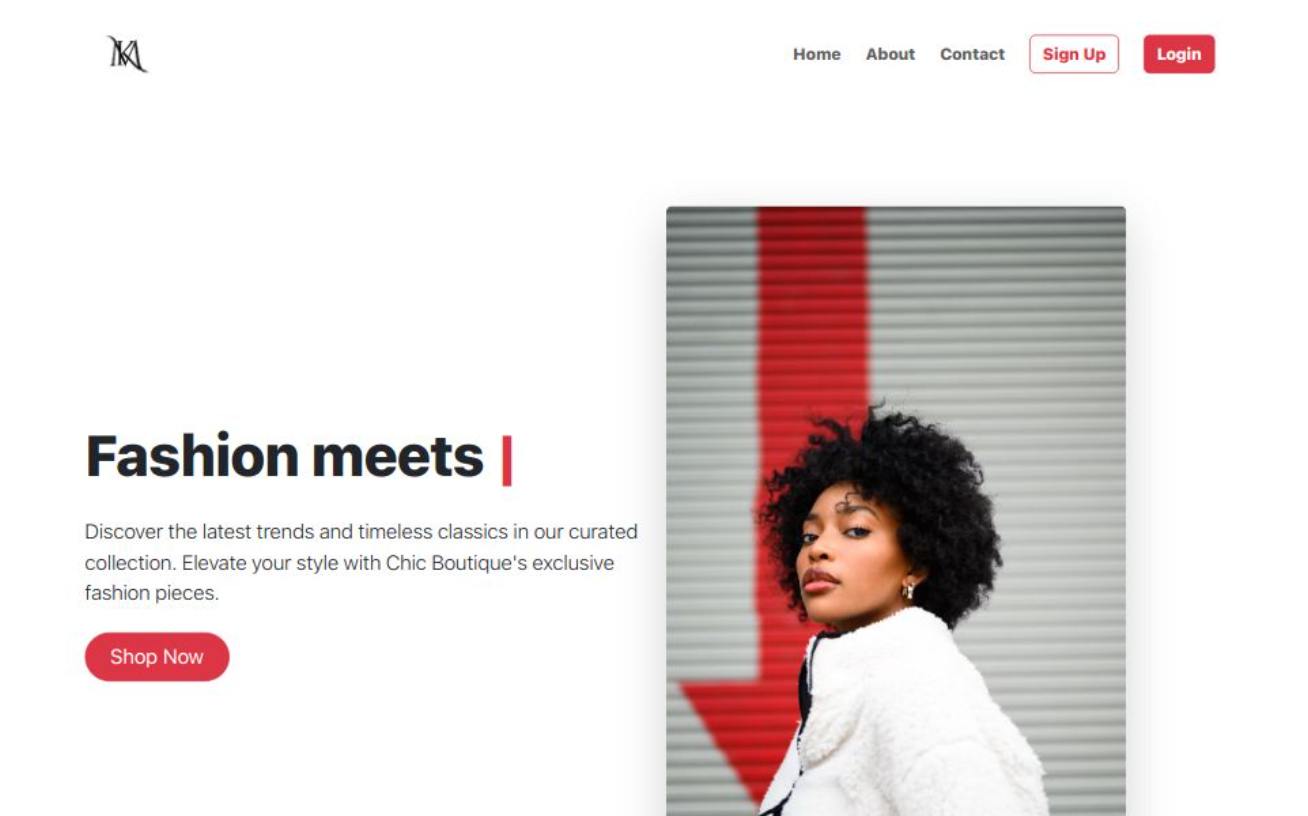 Home About Contact Sign Up Login
Fashion meets |
Discover the latest trends and timeless classics in our curated
collection. Elevate your style with Chic Boutique's exclusive
fashion pieces.
Shop Now